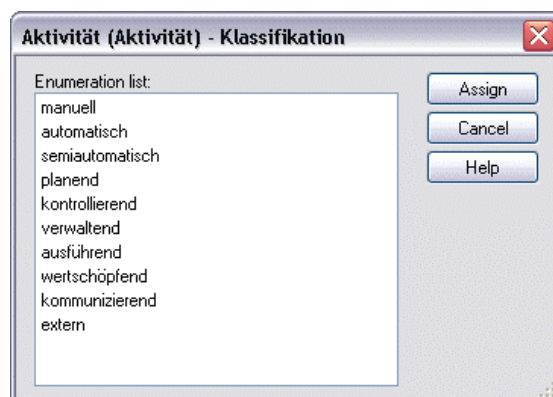 Aktivität (Aktivität) - Klassifikation
Enumeration list:
manuell
automatisch
semiautomatisch
planend
kontrollierend
verwaltend
ausführend
wertschöpfend
kommunizierend
extern
Assign
Cancel
Help